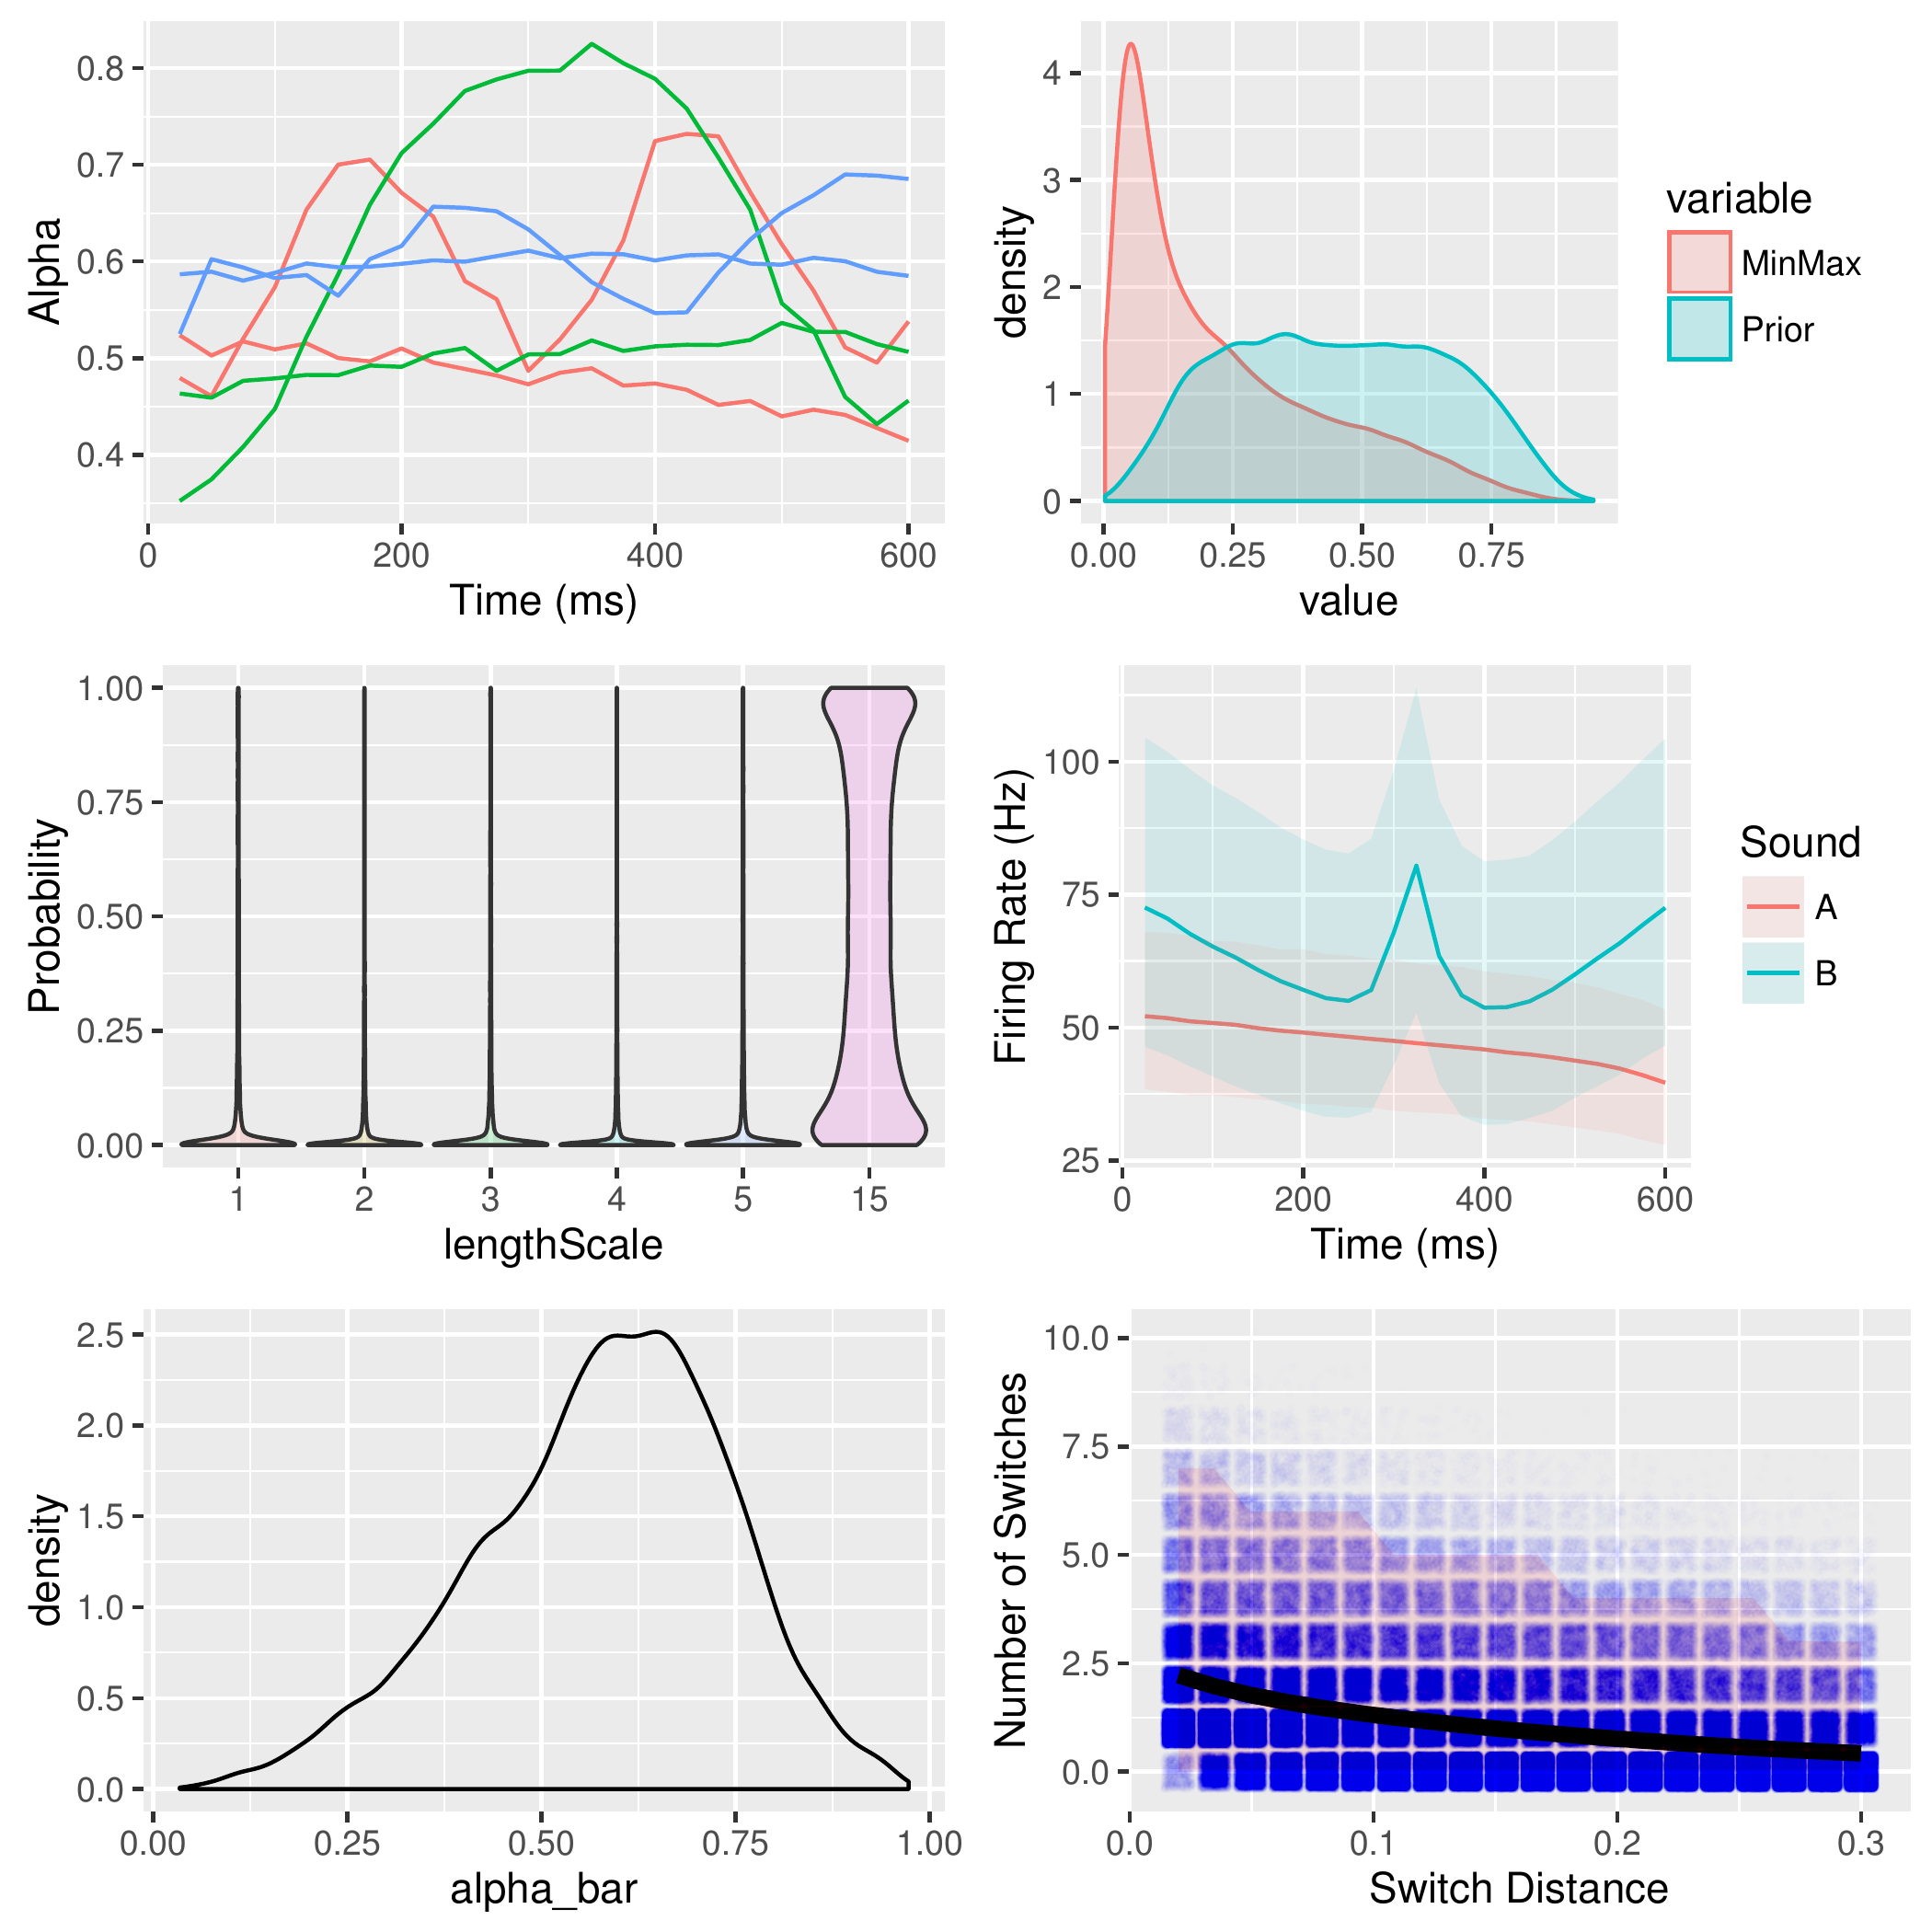 Alpha
0.8
0.7
0.6
0.5
0.4
0 200 400 600
Time (ms)
density
4
3
2
1
0
0.00 0.25 0.50 0.75
value
variable
MinMax
Prior
Probability
1.00
0.75
0.50
0.25
0.00
1 2 3 4 5 15
lengthScale
Firing Rate (Hz)
100
75
50
25
0 200 400 600
Time (ms)
Sound
A
B
density
2.5
2.0
1.5
1.0
0.5
0.0
0.00 0.25 0.50 0.75 1.00
alpha_bar
Number of Switches
10.0
7.5
5.0
2.5
0.0
0.0 0.1 0.2 0.3
Switch Distance